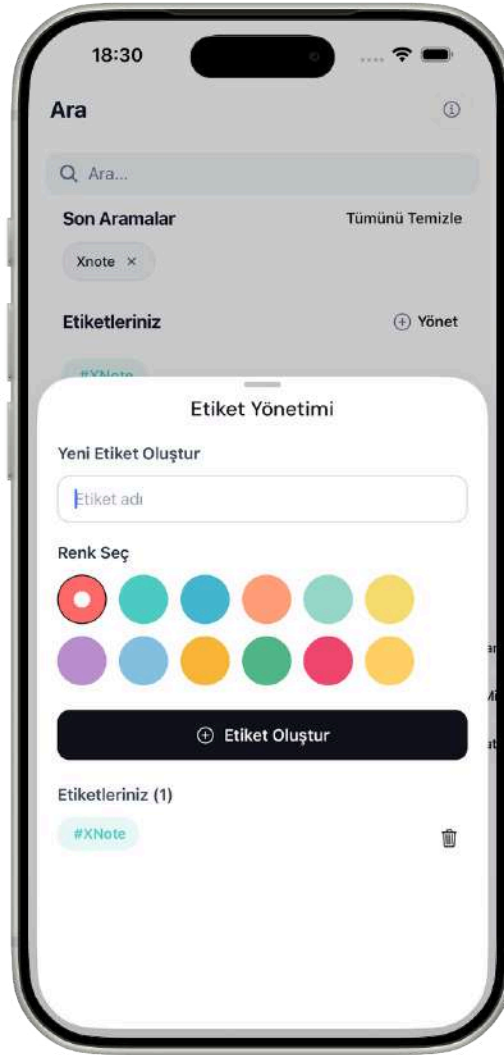 18:30
Ara
Ara...
Son Aramalar
Tümünü Temizle
Xnote ×
Etiketleriniz
Yönet
#XNote
Etiket Yönetimi
Yeni Etiket Oluştur
Etiket adı
Renk Seç
Etiket Oluştur
Etiketleriniz (1)
#XNote